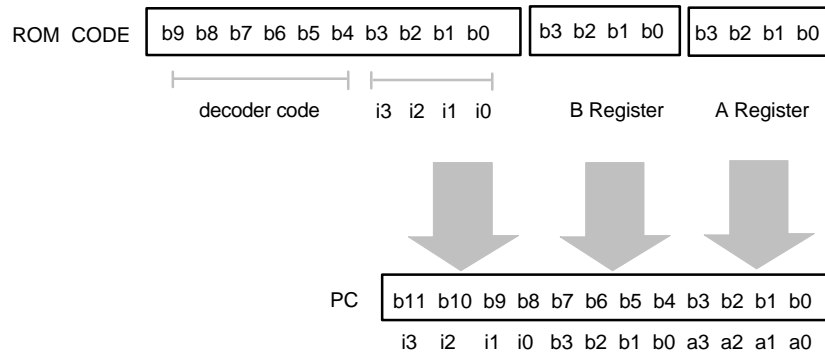 ROM CODE b9 b8 b7 b6 b5 b4 b3 b2 b1 b0 b3 b2 b1 b0 b3 b2 b1 b0
decoder code i3 i2 i1 i0 B Register A Register
PC b11 b10 b9 b8 b7 b6 b5 b4 b3 b2 b1 b0
i3 i2 i1 i0 b3 b2 b1 b0 a3 a2 a1 a0